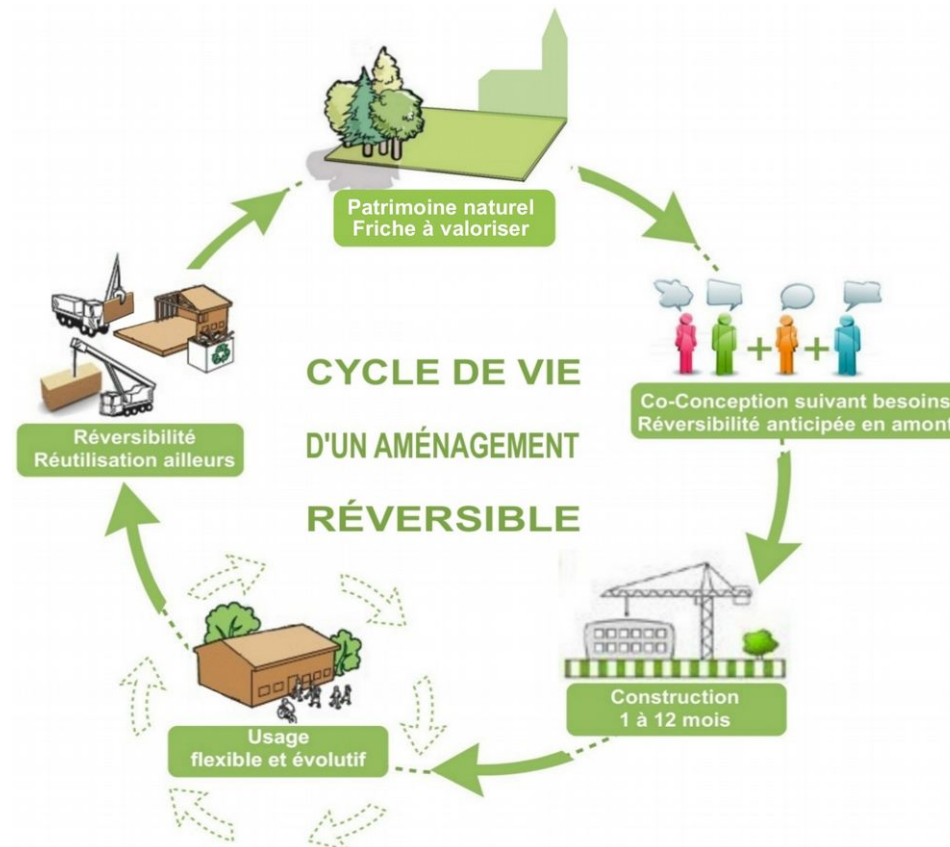 Patrimoine naturel
Friche à valoriser
Co-Conception suivant besoins
Réversibilité anticipée en amont
Construction
1 à 12 mois
Usage
flexible et évolutif
Réversibilité
Réutilisation ailleurs
CYCLE DE VIE
D'UN AMÉNAGEMENT
RÉVERSIBLE